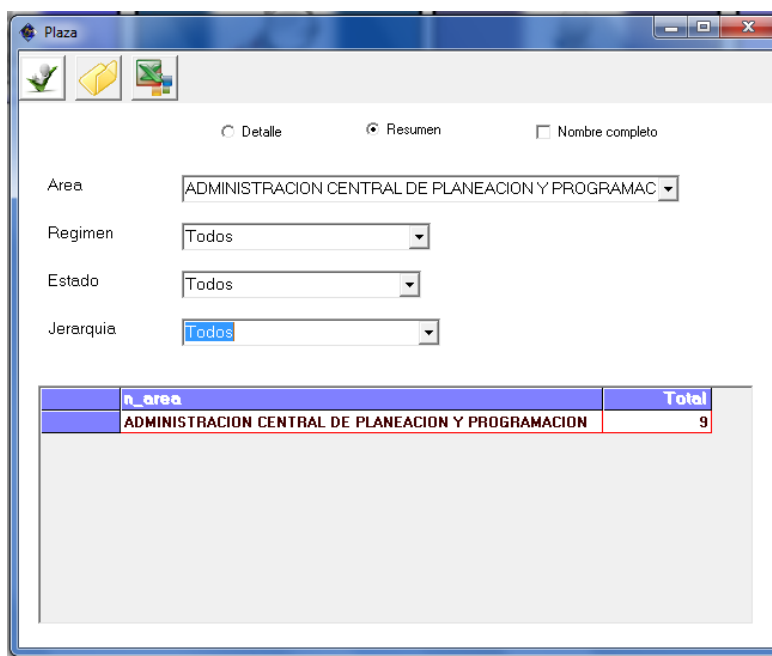 Plaza
Detalle Resumen Nombre completo
Area ADMINISTRACION CENTRAL DE PLANEACION Y PROGRAMAC
Regimen Todos
Estado Todos
Jerarquia Todos
n_area Total
ADMINISTRACION CENTRAL DE PLANEACION Y PROGRAMACION 9